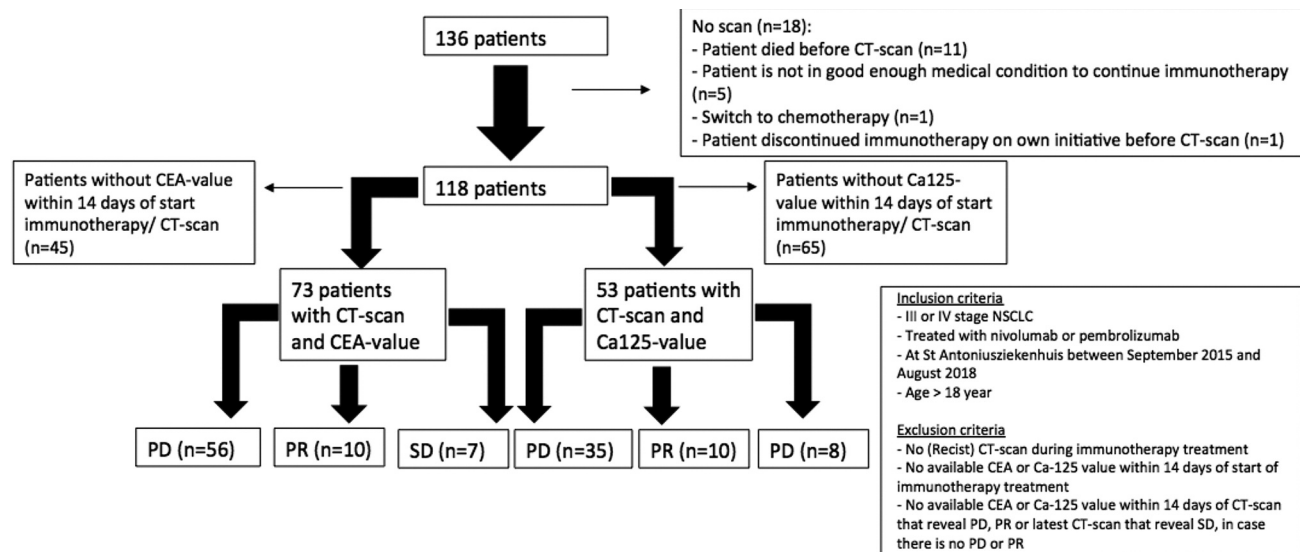 136 patients
No scan (n=18):
- Patient died before CT-scan (n=11)
- Patient is not in good enough medical condition to continue immunotherapy
(n=5)
- Switch to chemotherapy (n=1)
- Patient discontinued immunotherapy on own initiative before CT-scan (n=1)
Patients without CEA-value
within 14 days of start
immunotherapy/ CT-scan
(n=45)
118 patients
Patients without Ca125-
value within 14 days of start
immunotherapy/ CT-scan
(n=65)
73 patients
with CT-scan
and CEA-value
53 patients with
CT-scan and
Ca125-value
PD (n=56)
PR (n=10)
SD (n=7)
PD (n=35)
PR (n=10)
PD (n=8)
Inclusion criteria
- III or IV stage NSCLC
- Treated with nivolumab or pembrolizumab
- At St Antoniusziekenhuis between September 2015 and
August 2018
- Age > 18 year
Exclusion criteria
- No (Recist) CT-scan during immunotherapy treatment
- No available CEA or Ca-125 value within 14 days of start of
immunotherapy treatment
- No available CEA or Ca-125 value within 14 days of CT-scan
that reveal PD, PR or latest CT-scan that reveal SD, in case
there is no PD or PR